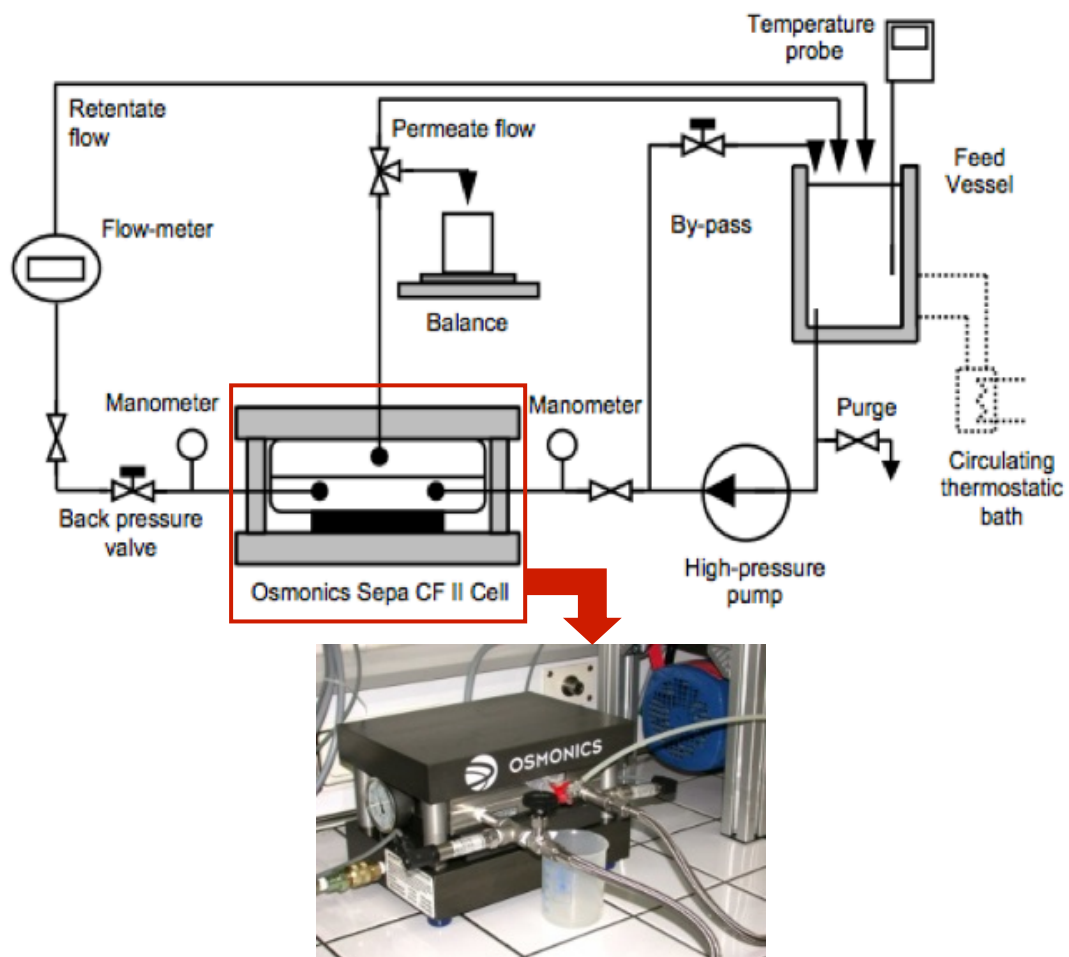 Temperature
probe
Retentate
flow
Permeate flow
Feed
Vessel
Flow-meter
By-pass
Balance
Manometer
Manometer
Purge
Circulating
thermostatic
bath
Back pressure
valve
High-pressure
pump
Osmonics Sepa CF II Cell
OSMONICS